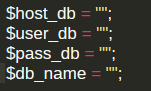 $host_db = "";
$user_db = "";
$pass_db = "";
$db_name = "";